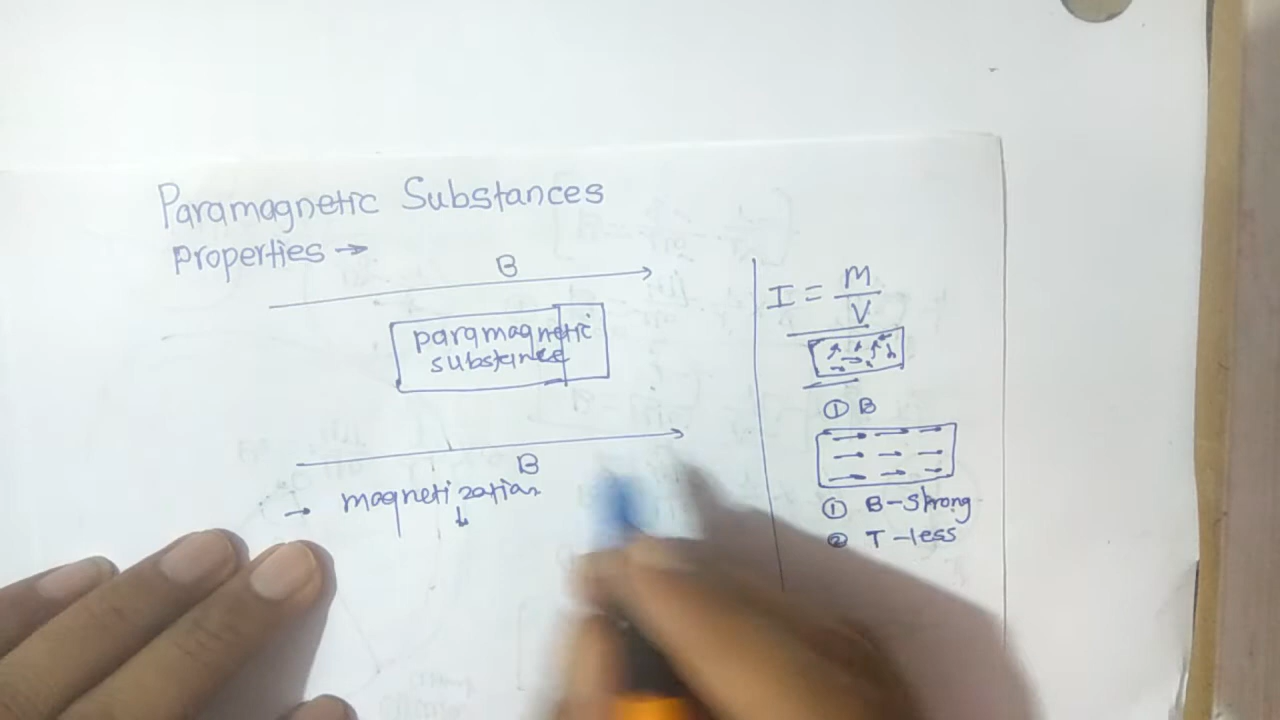 Paramagnetic Substances
Properties →
B
paramagnetic
substance
B
→ magnetization
↓
I = M/V
① B
① B-Strong
② T-less